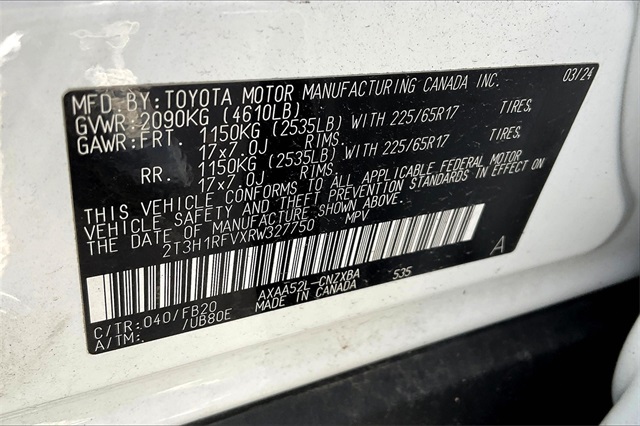 MFD. BY: TOYOTA MOTOR MANUFACTURING CANADA INC. 03/24
GVWR: 2090KG (4610LB)
GAWR: FRT. 1150KG (2535LB) WITH 225/65R17 TIRES,
17x7.0J RIMS.
RR. 1150KG (2535LB) WITH 225/65R17 TIRES,
17x7.0J RIMS.
THIS VEHICLE CONFORMS TO ALL APPLICABLE FEDERAL MOTOR
VEHICLE SAFETY AND THEFT PREVENTION STANDARDS IN EFFECT ON
THE DATE OF MANUFACTURE SHOWN ABOVE.
2T3H1RFVXRW327750 MPV
A
C/TR: 040/FB20 AXAA52L-CNZXBA 535
A/TM: /UB80E MADE IN CANADA